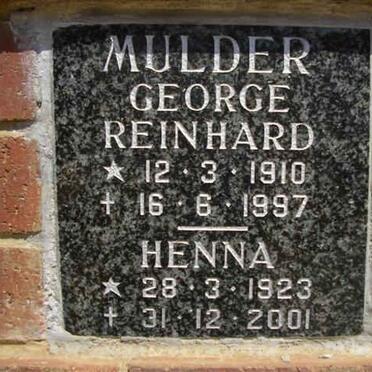 MULDER
GEORGE
REINHARD
★ 12 · 3 · 1910
† 16 · 6 · 1997
HENNA
★ 28 · 3 · 1923
† 31 · 12 · 2001